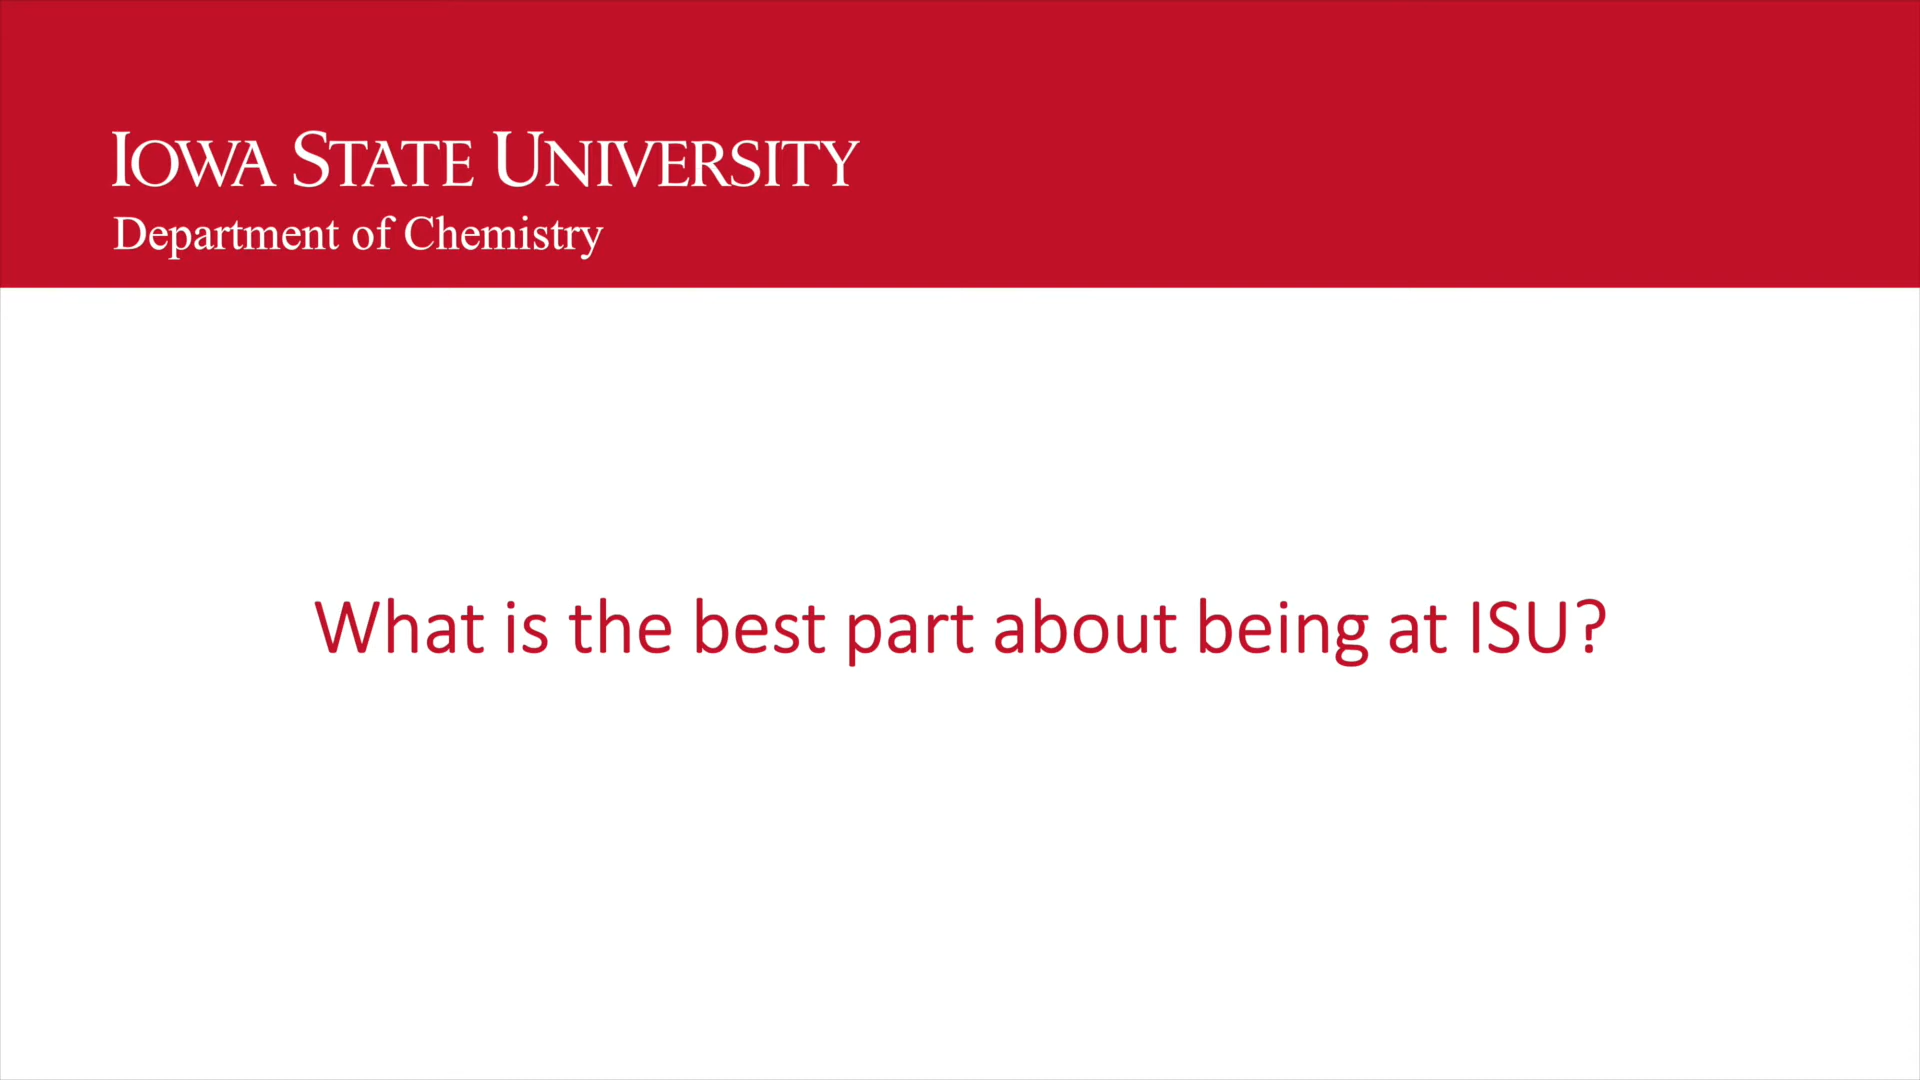 IOWA STATE UNIVERSITY
Department of Chemistry
What is the best part about being at ISU?